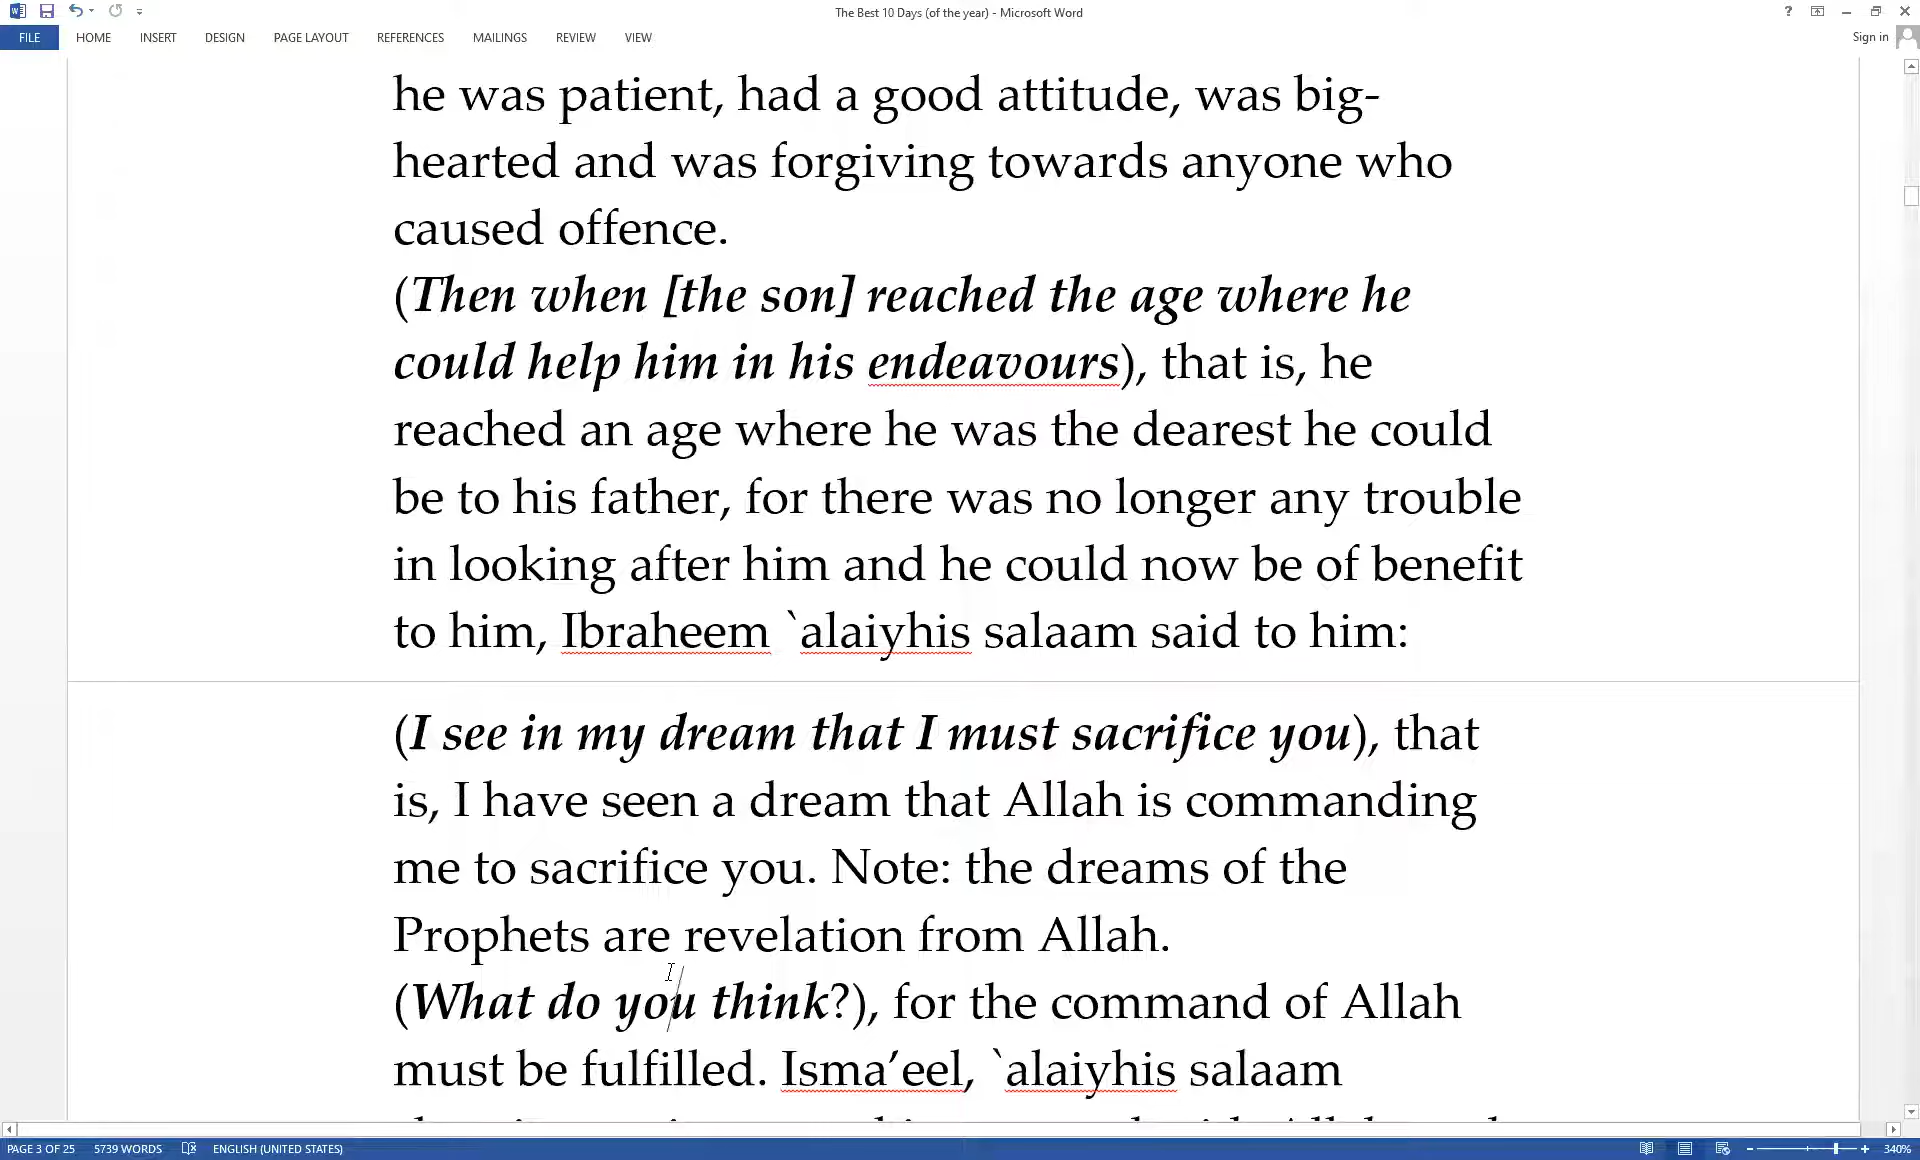 The Best 10 Days (of the year) - Microsoft Word
FILE HOME INSERT DESIGN PAGE LAYOUT REFERENCES MAILINGS REVIEW VIEW Sign in
he was patient, had a good attitude, was big-
hearted and was forgiving towards anyone who
caused offence.
(Then when [the son] reached the age where he
could help him in his endeavours), that is, he
reached an age where he was the dearest he could
be to his father, for there was no longer any trouble
in looking after him and he could now be of benefit
to him, Ibraheem `alaiyhis salaam said to him:
(I see in my dream that I must sacrifice you), that
is, I have seen a dream that Allah is commanding
me to sacrifice you. Note: the dreams of the
Prophets are revelation from Allah.
(What do you think?), for the command of Allah
must be fulfilled. Isma’eel, `alaiyhis salaam
PAGE 3 OF 25 5739 WORDS ENGLISH (UNITED STATES) 340%